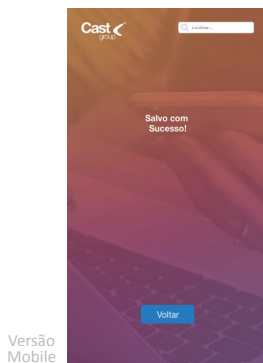 Cast
group
Localizar...
Salvo com
Sucesso!
Voltar
Versão
Mobile